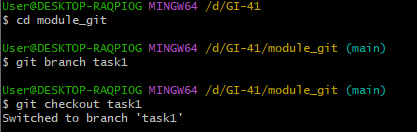 User@DESKTOP-RAQPIOG MINGW64 /d/GI-41
$ cd module_git
User@DESKTOP-RAQPIOG MINGW64 /d/GI-41/module_git (main)
$ git branch task1
User@DESKTOP-RAQPIOG MINGW64 /d/GI-41/module_git (main)
$ git checkout task1
Switched to branch 'task1'